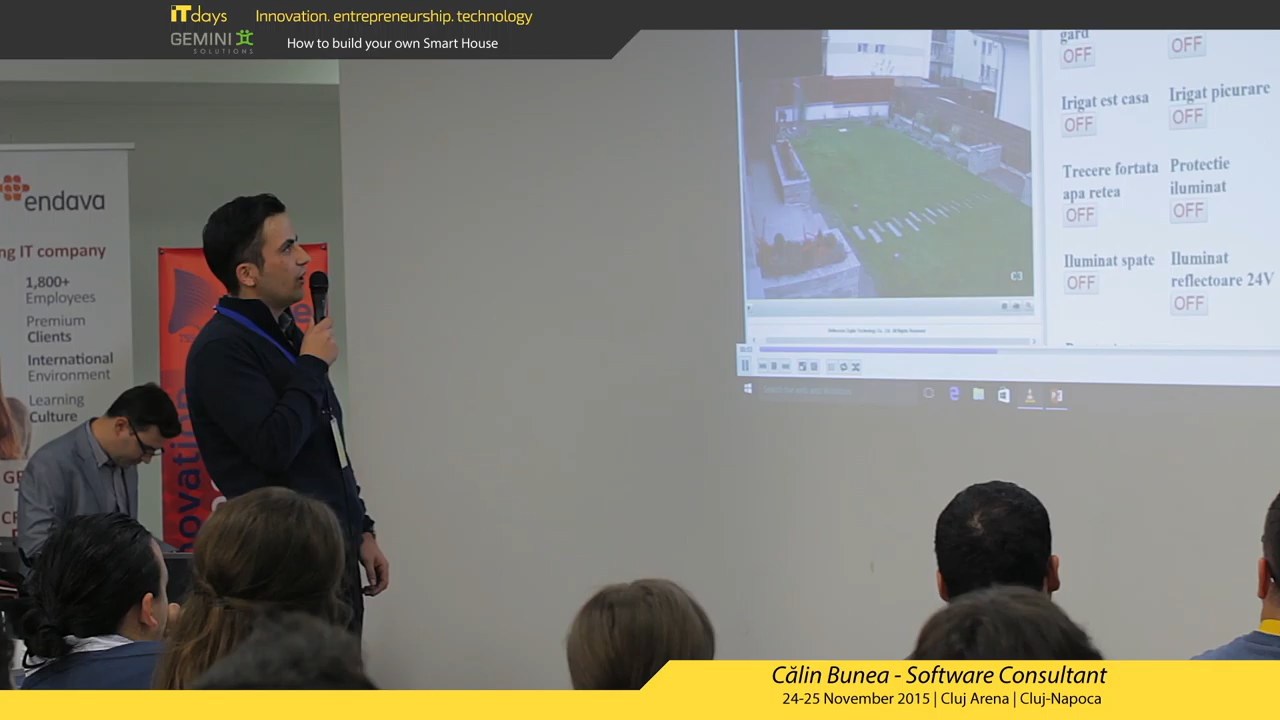 iTdays
Innovation. entrepreneurship. technology
GEMINI
SOLUTIONS
How to build your own Smart House
endava
ng IT company
1,800+
Employees
Premium
Clients
International
Environment
Learning
Culture
GE
CR
novatin
gard
OFF
OFF
Irigat est casa
OFF
Irigat picurare
OFF
Trecere fortata
apa retea
OFF
Protectie
iluminat
OFF
Iluminat spate
OFF
Iluminat
reflectoare 24V
OFF
Călin Bunea - Software Consultant
24-25 November 2015 | Cluj Arena | Cluj-Napoca